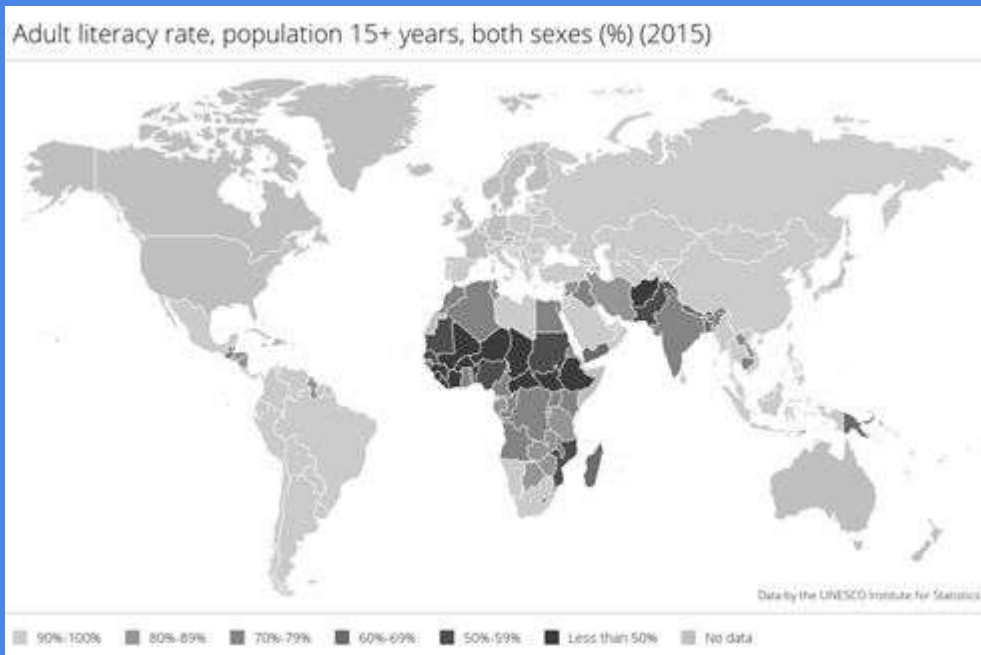 Adult literacy rate, population 15+ years, both sexes (%) (2015)
Data by the UNESCO Institute for Statistics
90%-100% 80%-89% 70%-79% 60%-69% 50%-59% Less than 50% No data